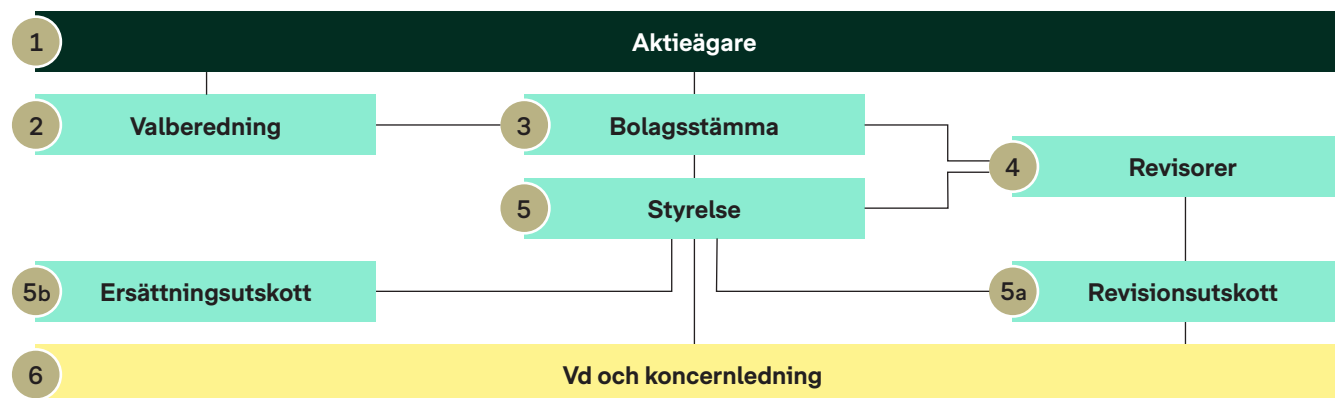 1 Aktieägare
2 Valberedning
3 Bolagsstämma
4 Revisorer
5 Styrelse
5b Ersättningsutskott
5a Revisionsutskott
6 Vd och koncernledning